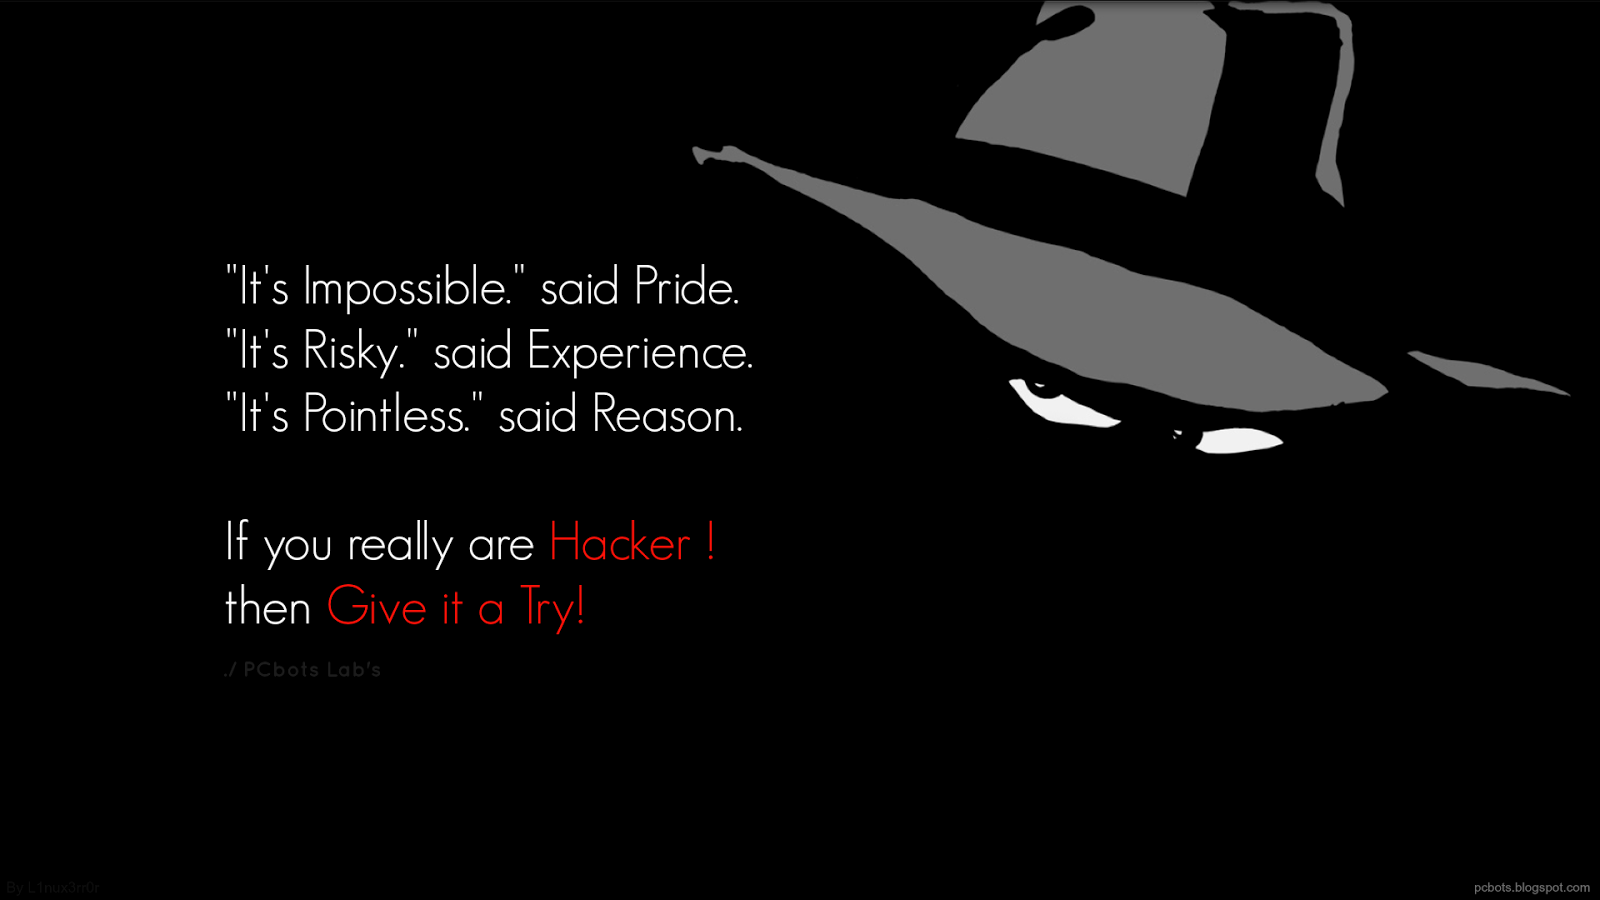 "It's Impossible." said Pride.
"It's Risky." said Experience.
"It's Pointless." said Reason.
If you really are Hacker !
then Give it a Try!
./ PCbots Lab's
By L1nux3rr0r
pcbots.blogspot.com